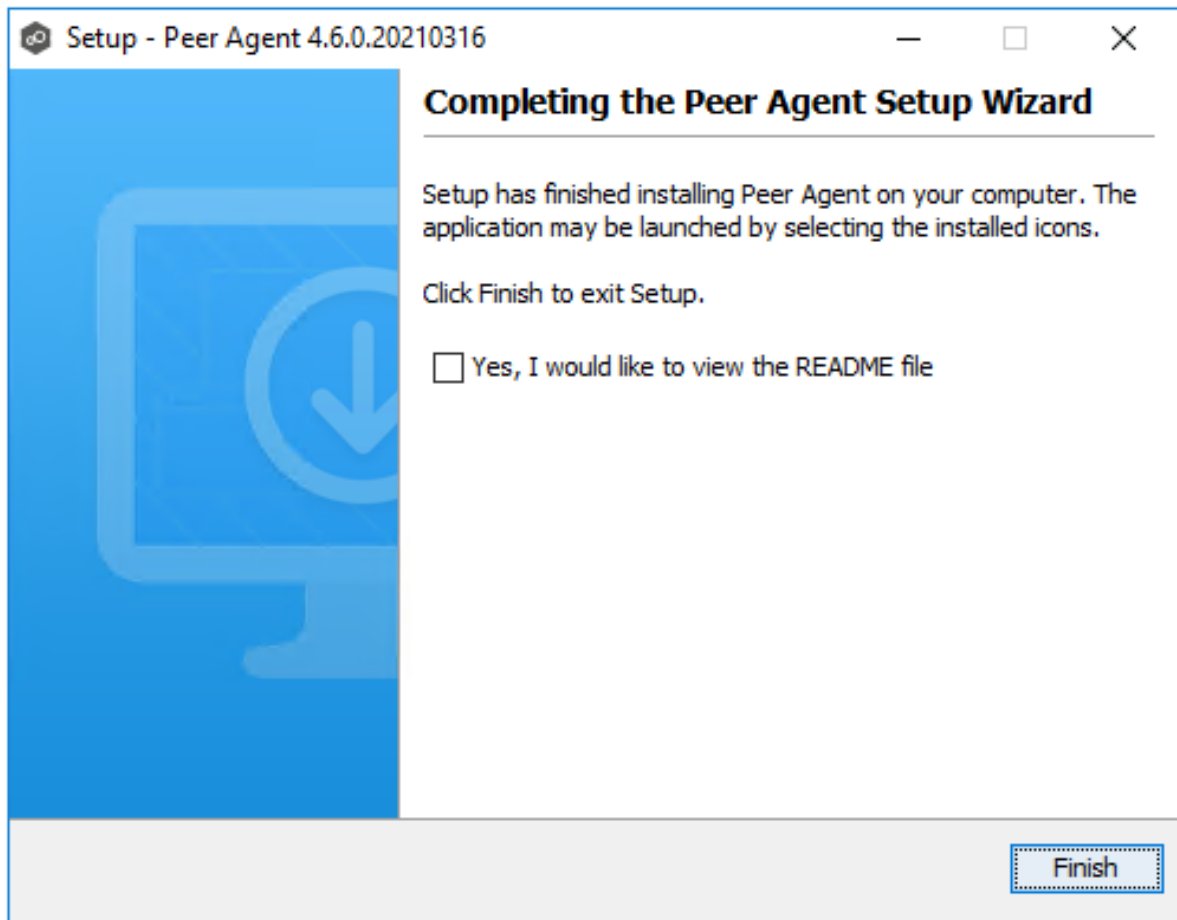 Setup - Peer Agent 4.6.0.20210316
Completing the Peer Agent Setup Wizard
Setup has finished installing Peer Agent on your computer. The
application may be launched by selecting the installed icons.
Click Finish to exit Setup.
Yes, I would like to view the README file
Finish